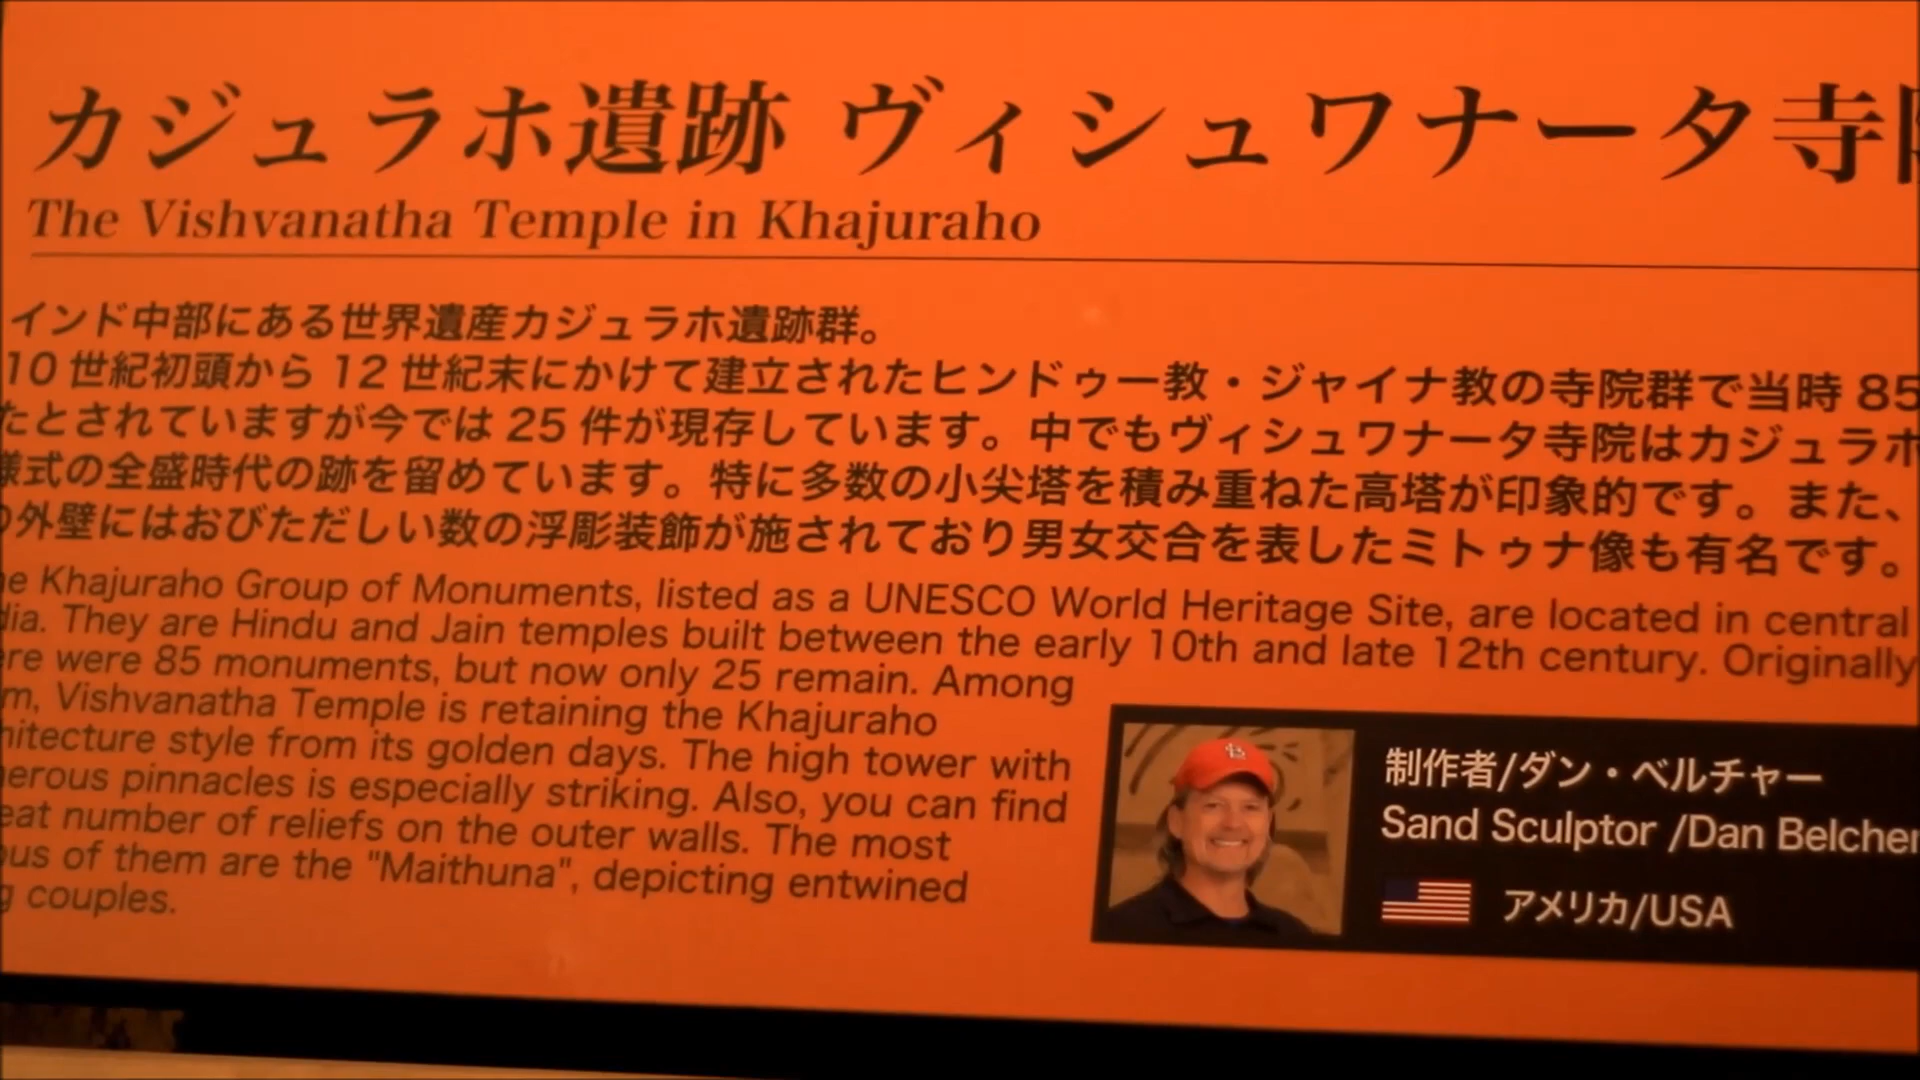 カジュラホ遺跡 ヴィシュワナータ寺
The Vishvanatha Temple in Khajuraho
インド中部にある世界遺産カジュラホ遺跡群。
10世紀初頭から12世紀末にかけて建立されたヒンドゥー教・ジャイナ教の寺院群で当時85
たとされていますが今では25件が現存しています。中でもヴィシュワナータ寺院はカジュラホ
様式の全盛時代の跡を留めています。特に多数の小尖塔を積み重ねた高塔が印象的です。また、
の外壁にはおびただしい数の浮彫装飾が施されており男女交合を表したミトゥナ像も有名です。
Khajuraho Group of Monuments, listed as a UNESCO World Heritage Site, are located in central
They are Hindu and Jain temples built between the early 10th and late 12th century. Originally
were 85 monuments, but now only 25 remain. Among
Vishvanatha Temple is retaining the Khajuraho
style from its golden days. The high tower with
pinnacles is especially striking. Also, you can find
number of reliefs on the outer walls. The most
of them are the "Maithuna", depicting entwined
couples.
制作者/ダン・ベルチャー
Sand Sculptor /Dan Belcher
アメリカ/USA